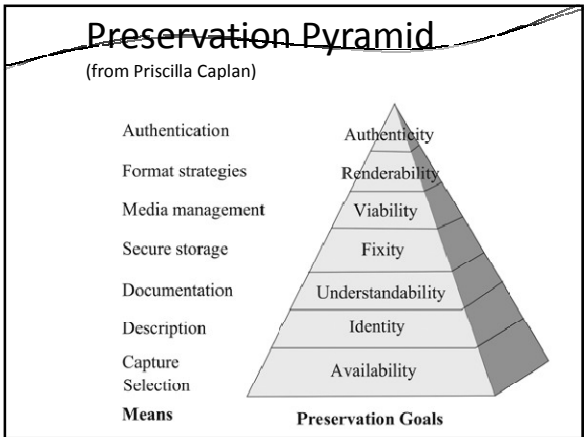 Preservation Pyramid
(from Priscilla Caplan)
Authentication Authenticity
Format strategies Renderability
Media management Viability
Secure storage Fixity
Documentation Understandability
Description Identity
Capture
Selection Availability
Means Preservation Goals